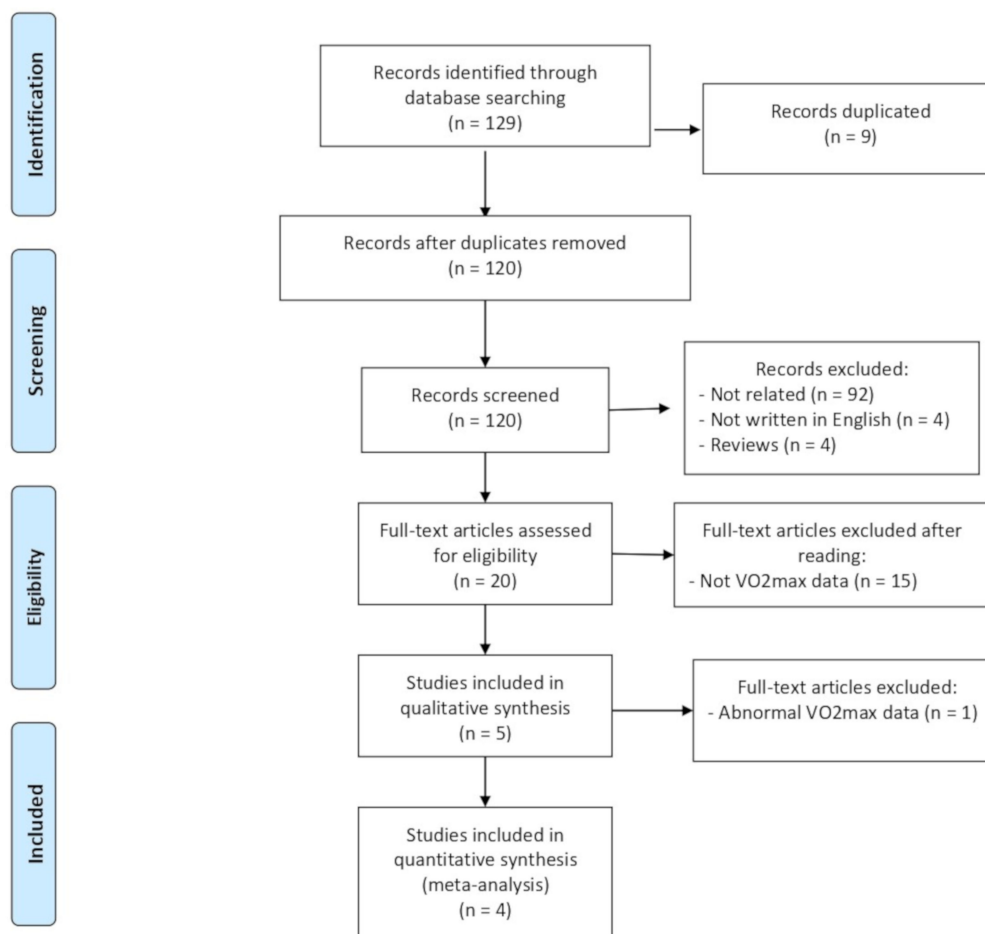 Identification
Records identified through
database searching
(n = 129)
Records duplicated
(n = 9)
Records after duplicates removed
(n = 120)
Screening
Records screened
(n = 120)
Records excluded:
- Not related (n = 92)
- Not written in English (n = 4)
- Reviews (n = 4)
Eligibility
Full-text articles assessed
for eligibility
(n = 20)
Full-text articles excluded after
reading:
- Not VO2max data (n = 15)
Studies included in
qualitative synthesis
(n = 5)
Full-text articles excluded:
- Abnormal VO2max data (n = 1)
Included
Studies included in
quantitative synthesis
(meta-analysis)
(n = 4)